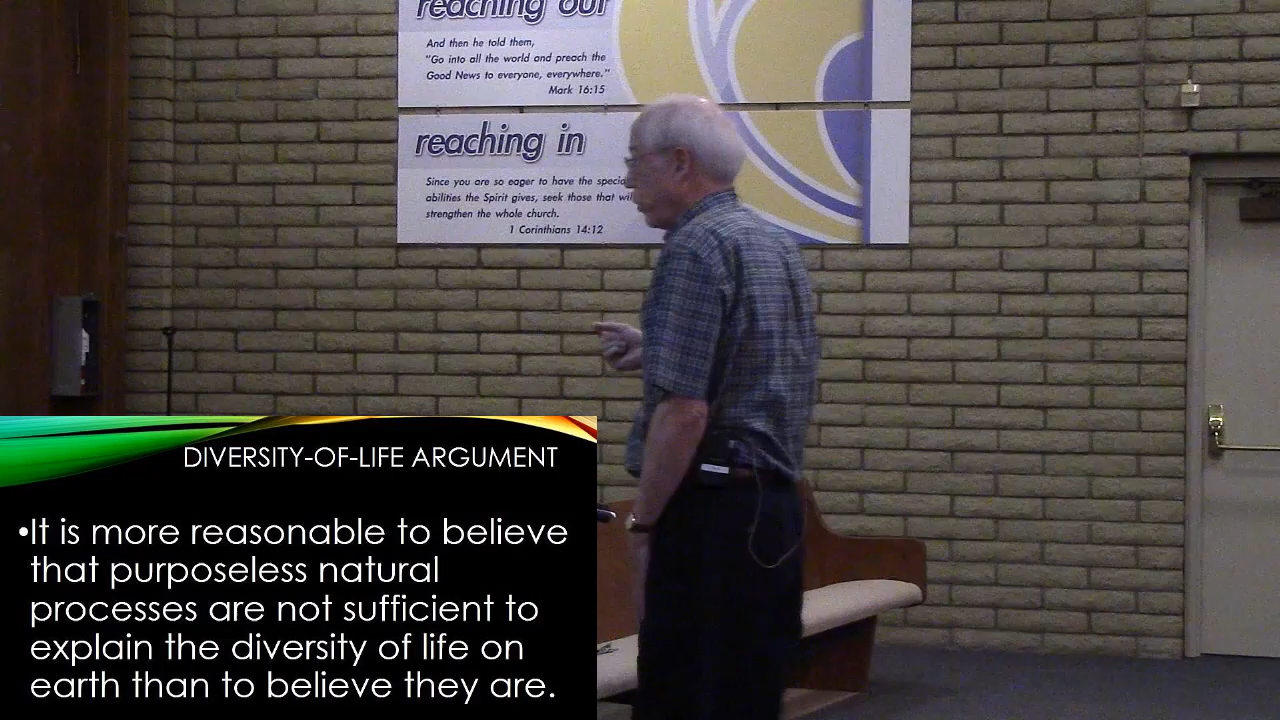 reaching out
And then he told them,
"Go into all the world and preach the
Good News to everyone, everywhere."
Mark 16:15
reaching in
Since you are so eager to have the
abilities the Spirit gives, seek those that
strengthen the whole church.
1 Corinthians 14:12
DIVERSITY-OF-LIFE ARGUMENT
•It is more reasonable to believe
that purposeless natural
processes are not sufficient to
explain the diversity of life on
earth than to believe they are.